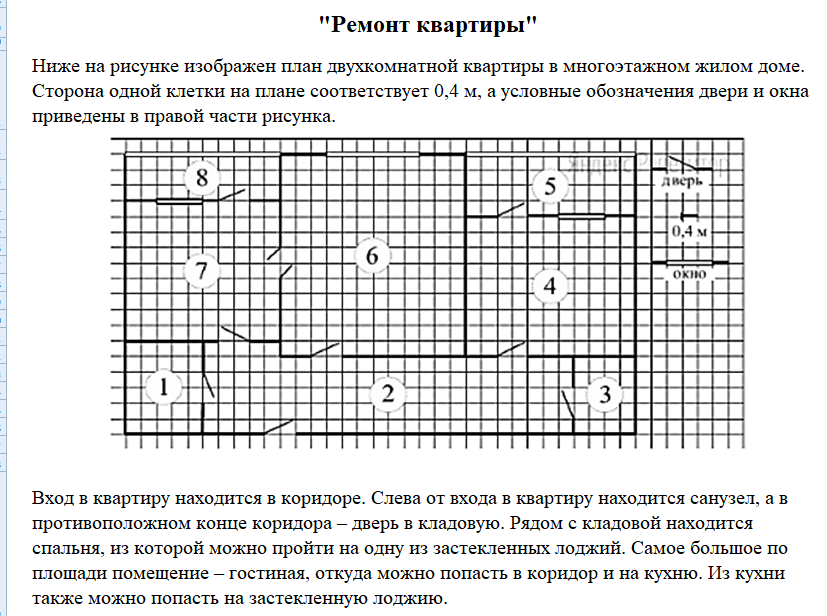 "Ремонт квартиры"
Ниже на рисунке изображен план двухкомнатной квартиры в многоэтажном жилом доме.
Сторона одной клетки на плане соответствует 0,4 м, а условные обозначения двери и окна
приведены в правой части рисунка.
8
5
дверь
6
0,4 м
7
окно
4
1
2
3
Вход в квартиру находится в коридоре. Слева от входа в квартиру находится санузел, а в
противоположном конце коридора – дверь в кладовую. Рядом с кладовой находится
спальня, из которой можно пройти на одну из застекленных лоджий. Самое большое по
площади помещение – гостиная, откуда можно попасть в коридор и на кухню. Из кухни
также можно попасть на застекленную лоджию.